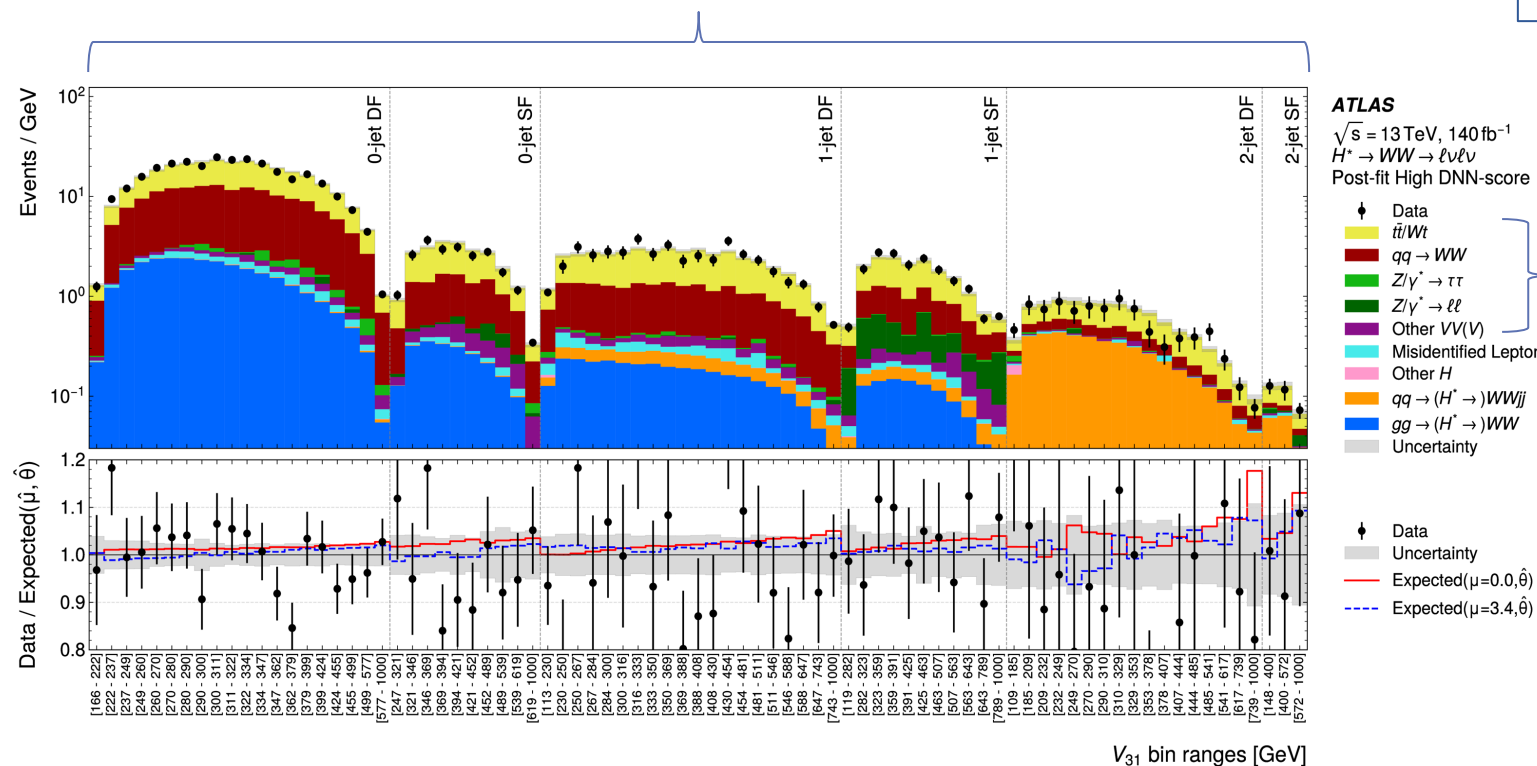 Events / GeV
10²
10¹
10⁰
10⁻¹
0-jet DF
0-jet SF
1-jet DF
1-jet SF
2-jet DF
2-jet SF
ATLAS
√s = 13 TeV, 140 fb⁻¹
H* → WW → ℓνℓν
Post-fit High DNN-score
Data
tt̄/Wt
qq → WW
Z/γ* → ττ
Z/γ* → ℓℓ
Other VV(V)
Misidentified Lepton
Other H
qq → (H* →)WWjj
gg → (H* →)WW
Uncertainty
Data / Expected(μ̂, θ̂)
1.2
1.1
1.0
0.9
0.8
Data
Uncertainty
Expected(μ=0.0,θ̂)
Expected(μ=3.4,θ̂)
[166 - 222]
[222 - 237]
[237 - 249]
[249 - 260]
[260 - 270]
[270 - 280]
[280 - 290]
[290 - 300]
[300 - 311]
[311 - 322]
[322 - 334]
[334 - 347]
[347 - 362]
[362 - 379]
[379 - 399]
[399 - 424]
[424 - 455]
[455 - 499]
[499 - 577]
[577 - 1000]
[247 - 321]
[321 - 346]
[346 - 369]
[369 - 394]
[394 - 421]
[421 - 452]
[452 - 489]
[489 - 539]
[539 - 619]
[619 - 1000]
[113 - 230]
[230 - 250]
[250 - 267]
[267 - 284]
[284 - 300]
[300 - 316]
[316 - 333]
[333 - 350]
[350 - 369]
[369 - 388]
[388 - 408]
[408 - 430]
[430 - 454]
[454 - 481]
[481 - 511]
[511 - 546]
[546 - 588]
[588 - 647]
[647 - 743]
[743 - 1000]
[119 - 282]
[282 - 323]
[323 - 359]
[359 - 391]
[391 - 425]
[425 - 463]
[463 - 507]
[507 - 563]
[563 - 643]
[643 - 789]
[789 - 1000]
[109 - 185]
[185 - 209]
[209 - 232]
[232 - 249]
[249 - 270]
[270 - 290]
[290 - 310]
[310 - 329]
[329 - 353]
[353 - 378]
[378 - 407]
[407 - 444]
[444 - 485]
[485 - 541]
[541 - 617]
[617 - 739]
[739 - 1000]
[148 - 400]
[400 - 572]
[572 - 1000]
V₃₁ bin ranges [GeV]